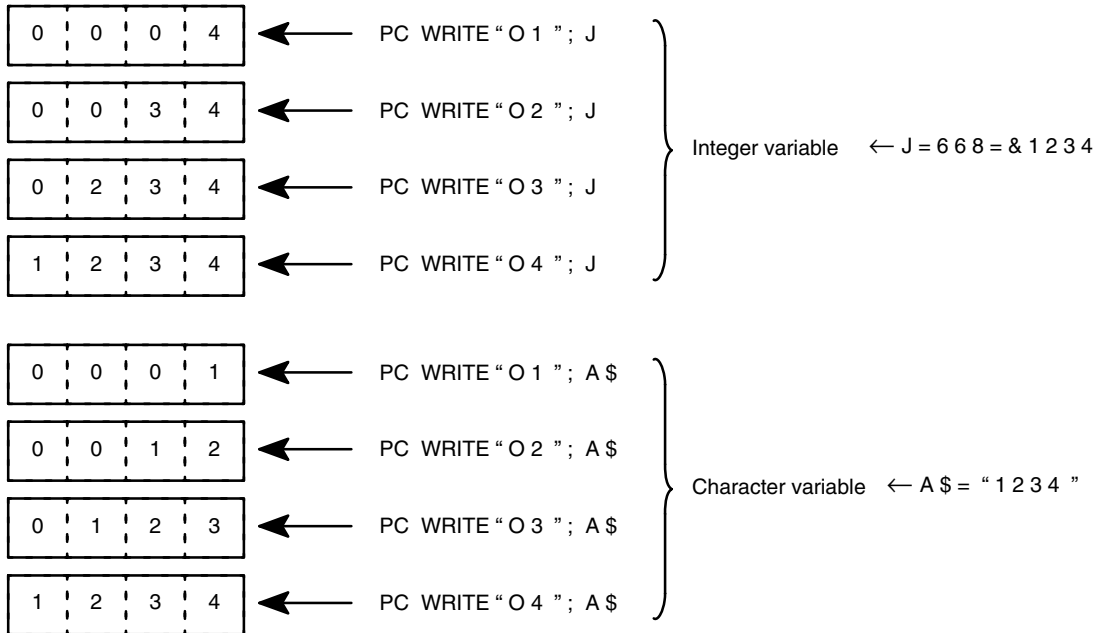 0 0 0 4 ← PC WRITE “ O 1 ” ; J
0 0 3 4 ← PC WRITE “ O 2 ” ; J
Integer variable ← J = 6 6 8 = & 1 2 3 4
0 2 3 4 ← PC WRITE “ O 3 ” ; J
1 2 3 4 ← PC WRITE “ O 4 ” ; J
0 0 0 1 ← PC WRITE “ O 1 ” ; A $
0 0 1 2 ← PC WRITE “ O 2 ” ; A $
Character variable ← A $ = “ 1 2 3 4 ”
0 1 2 3 ← PC WRITE “ O 3 ” ; A $
1 2 3 4 ← PC WRITE “ O 4 ” ; A $